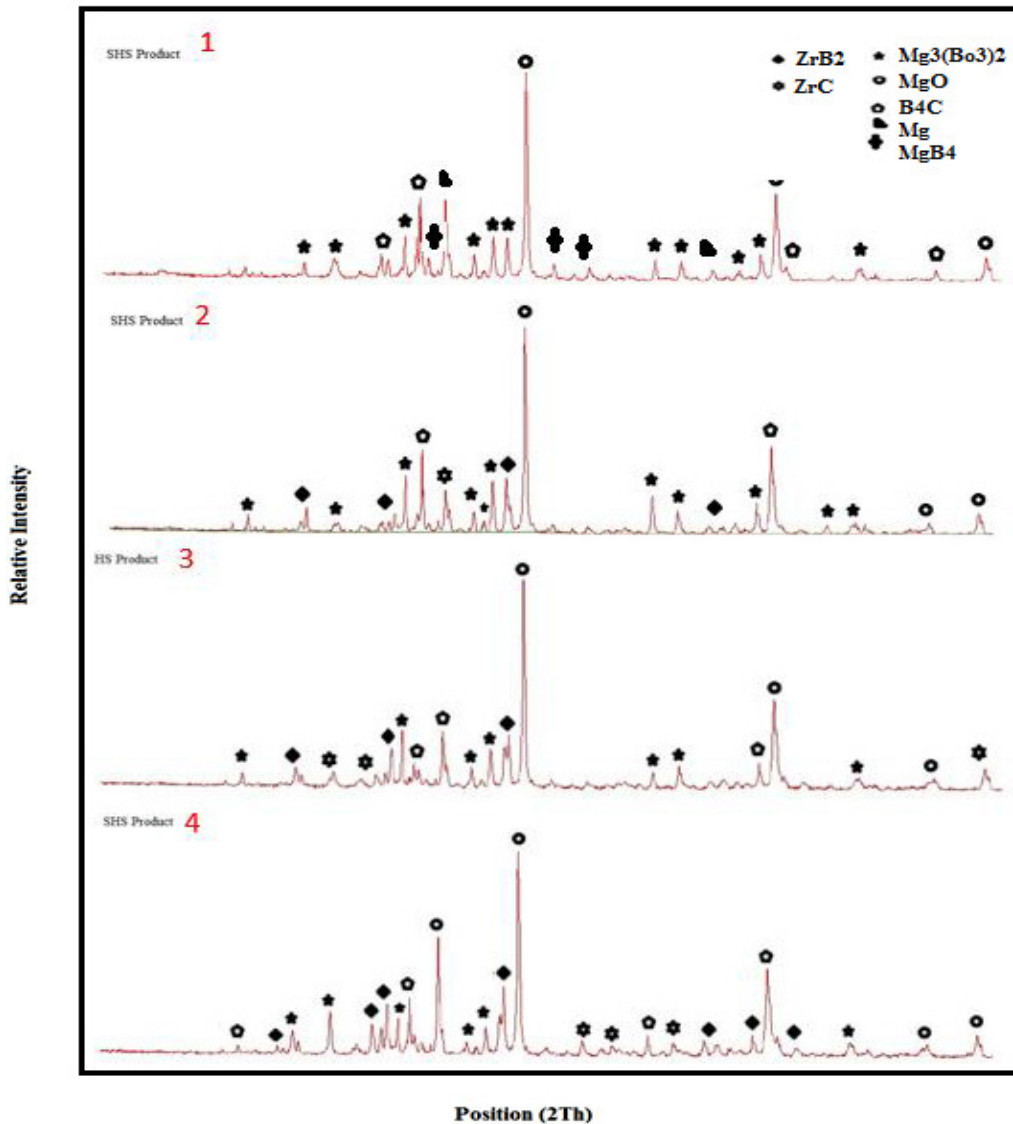 SHS Product 1
ZrB2
ZrC
Mg3(Bo3)2
MgO
B4C
Mg
MgB4
SHS Product 2
HS Product 3
SHS Product 4
Relative Intensity
Position (2Th)